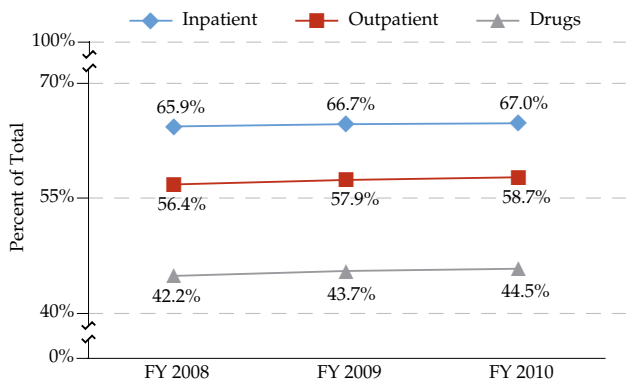 Inpatient Outpatient Drugs
100%
70%
65.9% 66.7% 67.0%
Percent of Total
55%
56.4% 57.9% 58.7%
42.2% 43.7% 44.5%
40%
0%
FY 2008 FY 2009 FY 2010